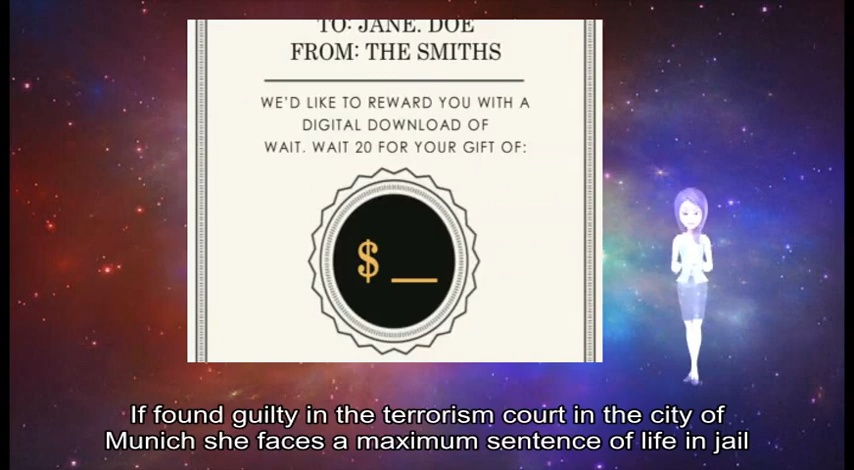 TO: JANE. DOE
FROM: THE SMITHS
WE'D LIKE TO REWARD YOU WITH A
DIGITAL DOWNLOAD OF
WAIT. WAIT 20 FOR YOUR GIFT OF:
$ __
If found guilty in the terrorism court in the city of
Munich she faces a maximum sentence of life in jail